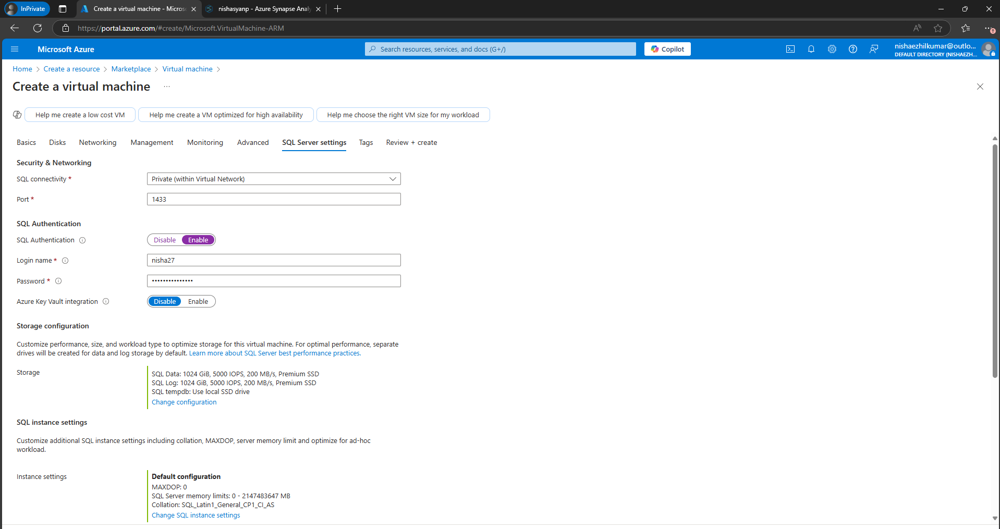 InPrivate
Create a virtual machine - Micros
nishasyanp - Azure Synapse Analy
https://portal.azure.com/#create/Microsoft.VirtualMachine-ARM
Microsoft Azure
Search resources, services, and docs (G+/)
Copilot
nishaezhilkumar@outlo...
DEFAULT DIRECTORY (NISHAEZH...
Home > Create a resource > Marketplace > Virtual machine >
Create a virtual machine ...
Help me create a low cost VM
Help me create a VM optimized for high availability
Help me choose the right VM size for my workload
Basics Disks Networking Management Monitoring Advanced SQL Server settings Tags Review + create
Security & Networking
SQL connectivity *
Private (within Virtual Network)
Port *
1433
SQL Authentication
SQL Authentication
Disable Enable
Login name *
nisha27
Password *
•••••••••••••••
Azure Key Vault integration
Disable Enable
Storage configuration
Customize performance, size, and workload type to optimize storage for this virtual machine. For optimal performance, separate
drives will be created for data and log storage by default. Learn more about SQL Server best performance practices.
Storage
SQL Data: 1024 GiB, 5000 IOPS, 200 MB/s, Premium SSD
SQL Log: 1024 GiB, 5000 IOPS, 200 MB/s, Premium SSD
SQL tempdb: Use local SSD drive
Change configuration
SQL instance settings
Customize additional SQL instance settings including collation, MAXDOP, server memory limit and optimize for ad-hoc
workload.
Instance settings
Default configuration
MAXDOP: 0
SQL Server memory limits: 0 - 2147483647 MB
Collation: SQL_Latin1_General_CP1_CI_AS
Change SQL instance settings